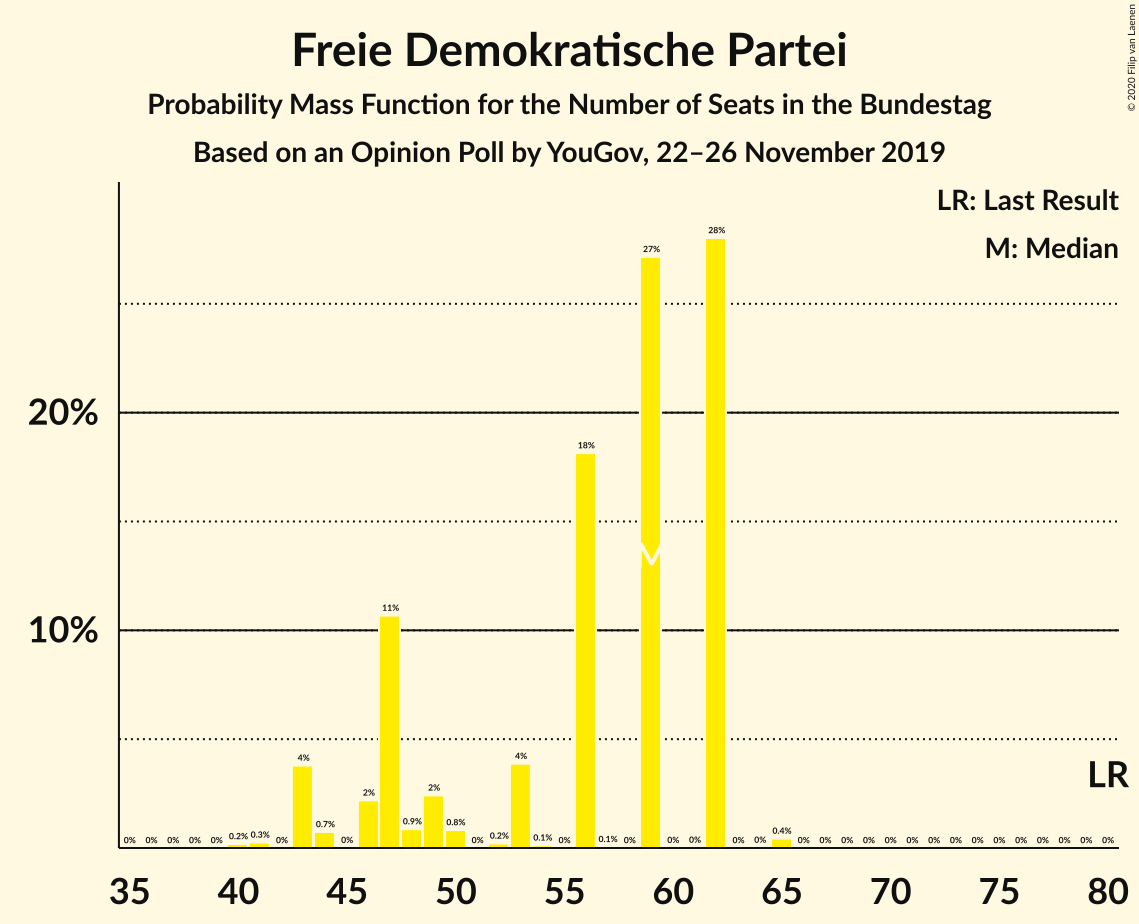 Freie Demokratische Partei
Probability Mass Function for the Number of Seats in the Bundestag
Based on an Opinion Poll by YouGov, 22–26 November 2019
© 2020 Filip van Laenen
LR: Last Result
M: Median
28%
27%
20%
18%
M
11%
10%
4% 4%
LR
2% 2%
0.7% 0.9% 0.8%
0% 0% 0% 0% 0% 0.2% 0.3% 0% 0% 0% 0.2% 0.1% 0% 0.1% 0% 0% 0% 0% 0% 0.4% 0% 0% 0% 0% 0% 0% 0% 0% 0% 0% 0% 0% 0% 0% 0%
35 40 45 50 55 60 65 70 75 80